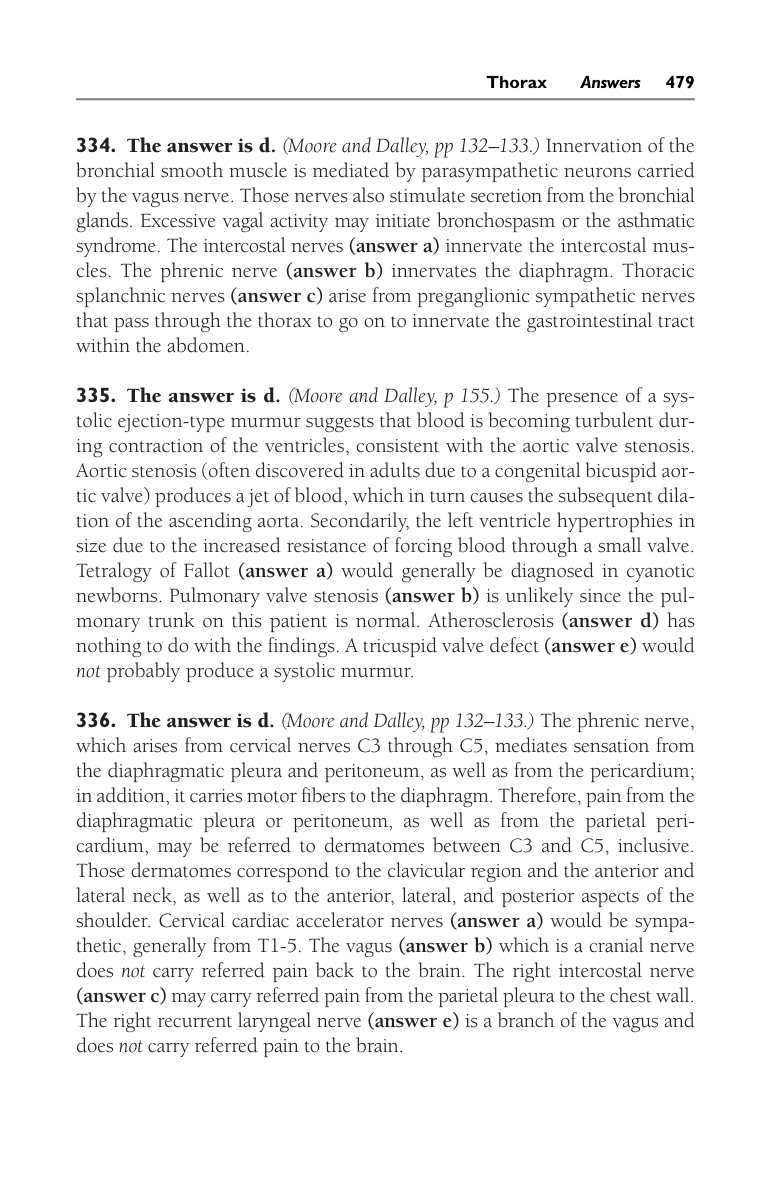 Thorax Answers 479
334. The answer is d. (Moore and Dalley, pp 132–133.) Innervation of the
bronchial smooth muscle is mediated by parasympathetic neurons carried
by the vagus nerve. Those nerves also stimulate secretion from the bronchial
glands. Excessive vagal activity may initiate bronchospasm or the asthmatic
syndrome. The intercostal nerves (answer a) innervate the intercostal mus-
cles. The phrenic nerve (answer b) innervates the diaphragm. Thoracic
splanchnic nerves (answer c) arise from preganglionic sympathetic nerves
that pass through the thorax to go on to innervate the gastrointestinal tract
within the abdomen.
335. The answer is d. (Moore and Dalley, p 155.) The presence of a sys-
tolic ejection-type murmur suggests that blood is becoming turbulent dur-
ing contraction of the ventricles, consistent with the aortic valve stenosis.
Aortic stenosis (often discovered in adults due to a congenital bicuspid aor-
tic valve) produces a jet of blood, which in turn causes the subsequent dila-
tion of the ascending aorta. Secondarily, the left ventricle hypertrophies in
size due to the increased resistance of forcing blood through a small valve.
Tetralogy of Fallot (answer a) would generally be diagnosed in cyanotic
newborns. Pulmonary valve stenosis (answer b) is unlikely since the pul-
monary trunk on this patient is normal. Atherosclerosis (answer d) has
nothing to do with the findings. A tricuspid valve defect (answer e) would
not probably produce a systolic murmur.
336. The answer is d. (Moore and Dalley, pp 132–133.) The phrenic nerve,
which arises from cervical nerves C3 through C5, mediates sensation from
the diaphragmatic pleura and peritoneum, as well as from the pericardium;
in addition, it carries motor fibers to the diaphragm. Therefore, pain from the
diaphragmatic pleura or peritoneum, as well as from the parietal peri-
cardium, may be referred to dermatomes between C3 and C5, inclusive.
Those dermatomes correspond to the clavicular region and the anterior and
lateral neck, as well as to the anterior, lateral, and posterior aspects of the
shoulder. Cervical cardiac accelerator nerves (answer a) would be sympa-
thetic, generally from T1-5. The vagus (answer b) which is a cranial nerve
does not carry referred pain back to the brain. The right intercostal nerve
(answer c) may carry referred pain from the parietal pleura to the chest wall.
The right recurrent laryngeal nerve (answer e) is a branch of the vagus and
does not carry referred pain to the brain.